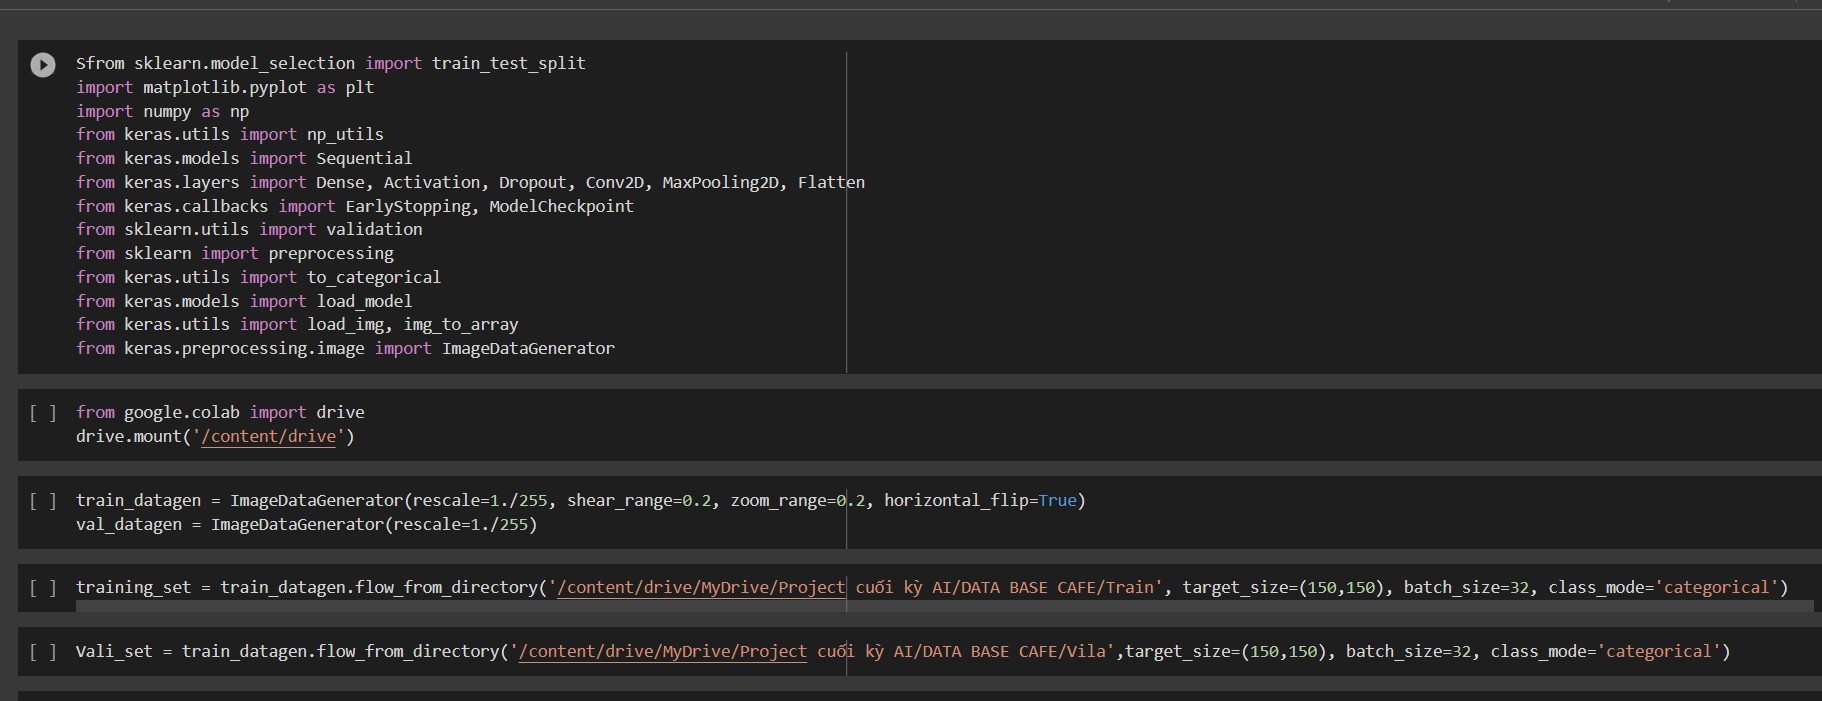 Sfrom sklearn.model_selection import train_test_split
import matplotlib.pyplot as plt
import numpy as np
from keras.utils import np_utils
from keras.models import Sequential
from keras.layers import Dense, Activation, Dropout, Conv2D, MaxPooling2D, Flatten
from keras.callbacks import EarlyStopping, ModelCheckpoint
from sklearn.utils import validation
from sklearn import preprocessing
from keras.utils import to_categorical
from keras.models import load_model
from keras.utils import load_img, img_to_array
from keras.preprocessing.image import ImageDataGenerator
[ ] from google.colab import drive
drive.mount('/content/drive')
[ ] train_datagen = ImageDataGenerator(rescale=1./255, shear_range=0.2, zoom_range=0.2, horizontal_flip=True)
val_datagen = ImageDataGenerator(rescale=1./255)
[ ] training_set = train_datagen.flow_from_directory('/content/drive/MyDrive/Project cuối kỳ AI/DATA BASE CAFE/Train', target_size=(150,150), batch_size=32, class_mode='categorical')
[ ] Vali_set = train_datagen.flow_from_directory('/content/drive/MyDrive/Project cuối kỳ AI/DATA BASE CAFE/Vila',target_size=(150,150), batch_size=32, class_mode='categorical')